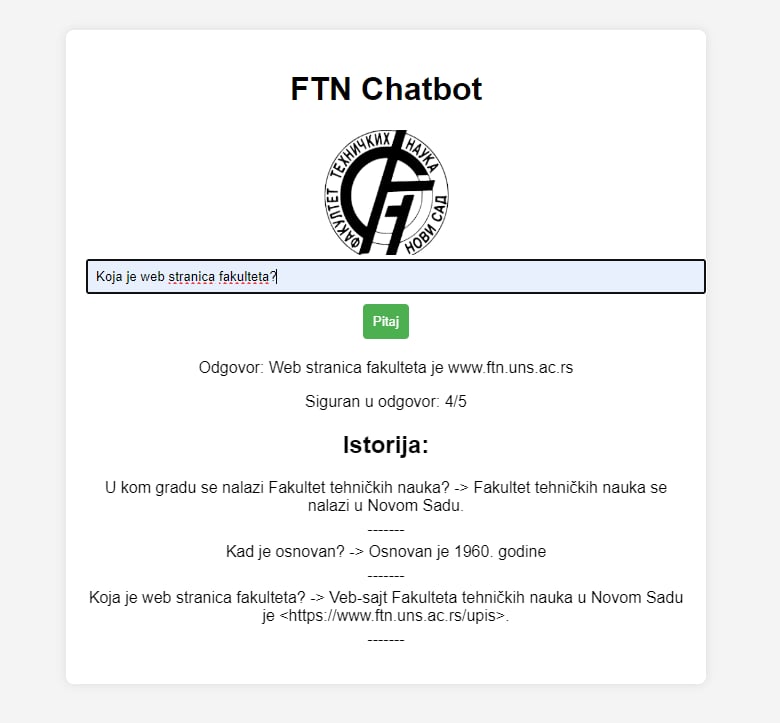 FTN Chatbot
ФАКУЛТЕТ ТЕХНИЧКИХ НАУКА
НОВИ САД
Koja je web stranica fakulteta?
Pitaj
Odgovor: Web stranica fakulteta je www.ftn.uns.ac.rs
Siguran u odgovor: 4/5
Istorija:
U kom gradu se nalazi Fakultet tehničkih nauka? -> Fakultet tehničkih nauka se
nalazi u Novom Sadu.
-------
Kad je osnovan? -> Osnovan je 1960. godine
-------
Koja je web stranica fakulteta? -> Veb-sajt Fakulteta tehničkih nauka u Novom Sadu
je <https://www.ftn.uns.ac.rs/upis>.
-------